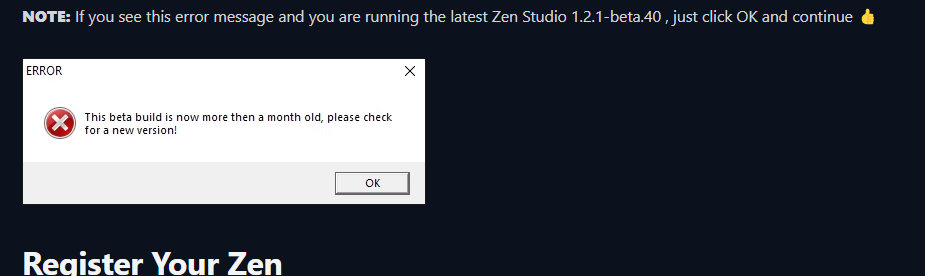 NOTE: If you see this error message and you are running the latest Zen Studio 1.2.1-beta.40 , just click OK and continue 👍
ERROR
This beta build is now more then a month old, please check
for a new version!
OK
Register Your Zen